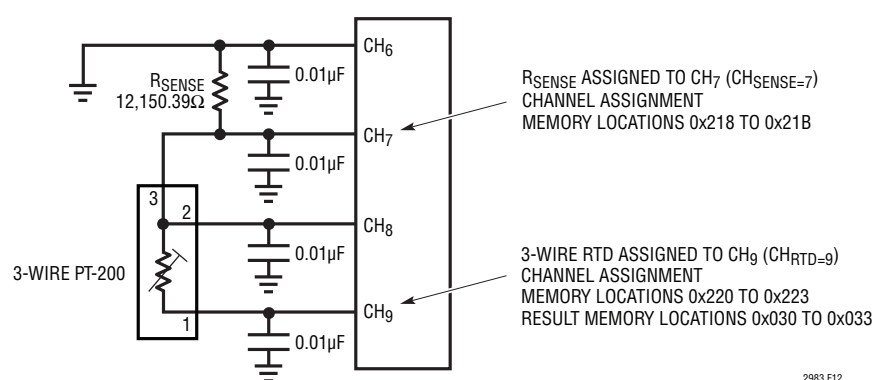 CH6
0.01µF
RSENSE
12,150.39Ω
CH7
0.01µF
3
2
CH8
0.01µF
3-WIRE PT-200
1
CH9
0.01µF
RSENSE ASSIGNED TO CH7 (CHSENSE=7)
CHANNEL ASSIGNMENT
MEMORY LOCATIONS 0x218 TO 0x21B
3-WIRE RTD ASSIGNED TO CH9 (CHRTD=9)
CHANNEL ASSIGNMENT
MEMORY LOCATIONS 0x220 TO 0x223
RESULT MEMORY LOCATIONS 0x030 TO 0x033
2983 F12